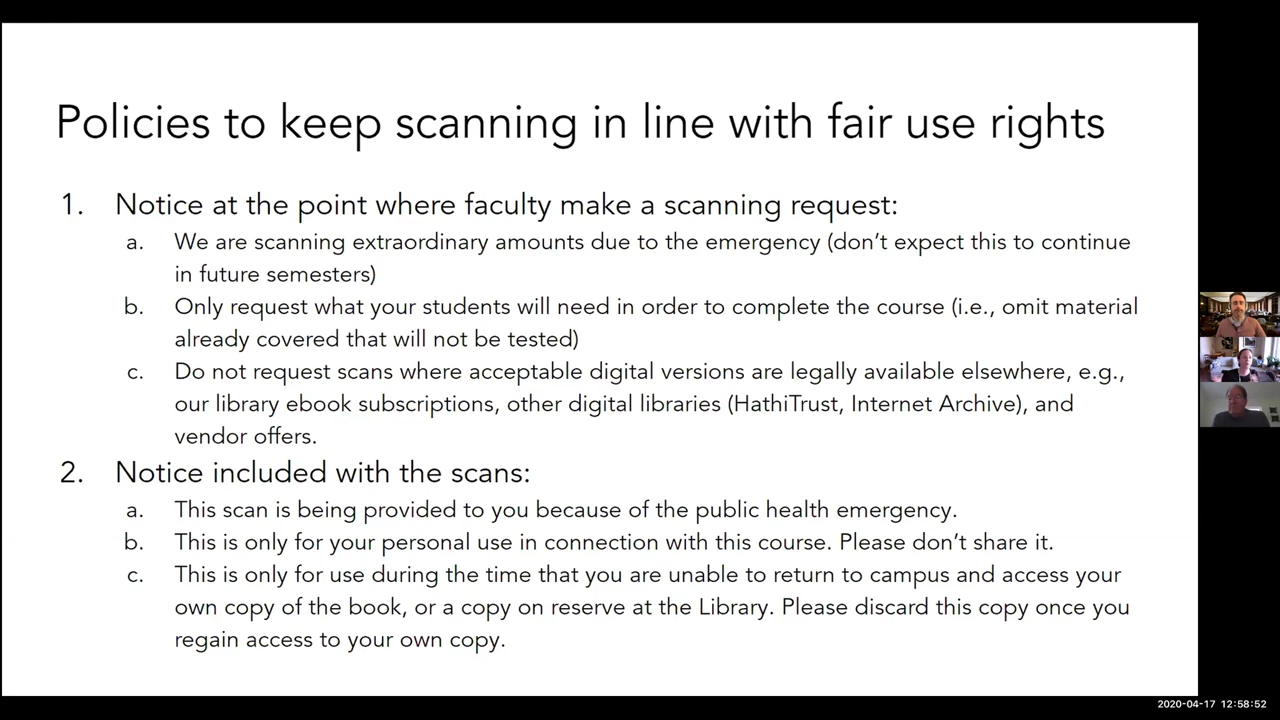 Policies to keep scanning in line with fair use rights
1. Notice at the point where faculty make a scanning request:
a. We are scanning extraordinary amounts due to the emergency (don’t expect this to continue
in future semesters)
b. Only request what your students will need in order to complete the course (i.e., omit material
already covered that will not be tested)
c. Do not request scans where acceptable digital versions are legally available elsewhere, e.g.,
our library ebook subscriptions, other digital libraries (HathiTrust, Internet Archive), and
vendor offers.
2. Notice included with the scans:
a. This scan is being provided to you because of the public health emergency.
b. This is only for your personal use in connection with this course. Please don’t share it.
c. This is only for use during the time that you are unable to return to campus and access your
own copy of the book, or a copy on reserve at the Library. Please discard this copy once you
regain access to your own copy.
2020-04-17 12:58:52